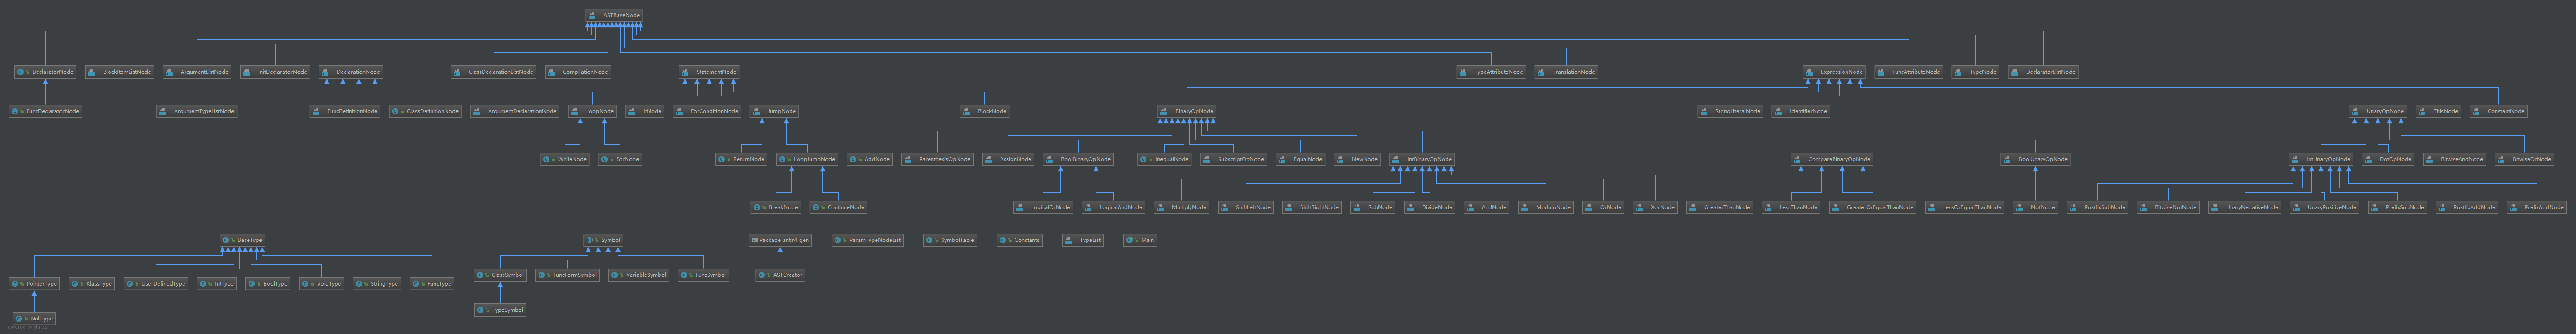 ASTBaseNode
DeclaratorNode BlockItemListNode ArgumentListNode InitDeclaratorNode DeclarationNode ClassDeclarationListNode CompilationNode StatementNode TypeAttributeNode TranslationNode ExpressionNode FuncAttributeNode TypeNode DeclaratorListNode
FuncDeclaratorNode ArgumentTypeListNode FuncDefinitionNode ClassDefinitionNode ArgumentDeclarationNode LoopNode IfNode ForConditionNode JumpNode BlockNode BinaryOpNode StringLiteralNode IdentifierNode UnaryOpNode ThisNode ConstantNode
WhileNode ForNode ReturnNode LoopJumpNode AddNode ParenthesisOpNode AssignNode BoolBinaryOpNode InequalNode SubscriptOpNode EqualNode NewNode IntBinaryOpNode CompareBinaryOpNode BoolUnaryOpNode IntUnaryOpNode DotOpNode BitwiseAndNode BitwiseOrNode
BreakNode ContinueNode LogicalOrNode LogicalAndNode MultiplyNode ShiftLeftNode ShiftRightNode SubNode DivideNode AndNode ModuloNode OrNode XorNode GreaterThanNode LessThanNode GreaterOrEqualThanNode LessOrEqualThanNode NotNode PostfixSubNode BitwiseNotNode UnaryNegativeNode UnaryPositiveNode PrefixSubNode PostfixAddNode PrefixAddNode
BaseType Symbol Package antlr4_gen ParamTypeNodeList SymbolTable Constants TypeList Main
PointerType KlassType UserDefinedType IntType BoolType VoidType StringType FuncType ClassSymbol FuncFormSymbol VariableSymbol FuncSymbol ASTCreator
NullType TypeSymbol
Powered by yFiles